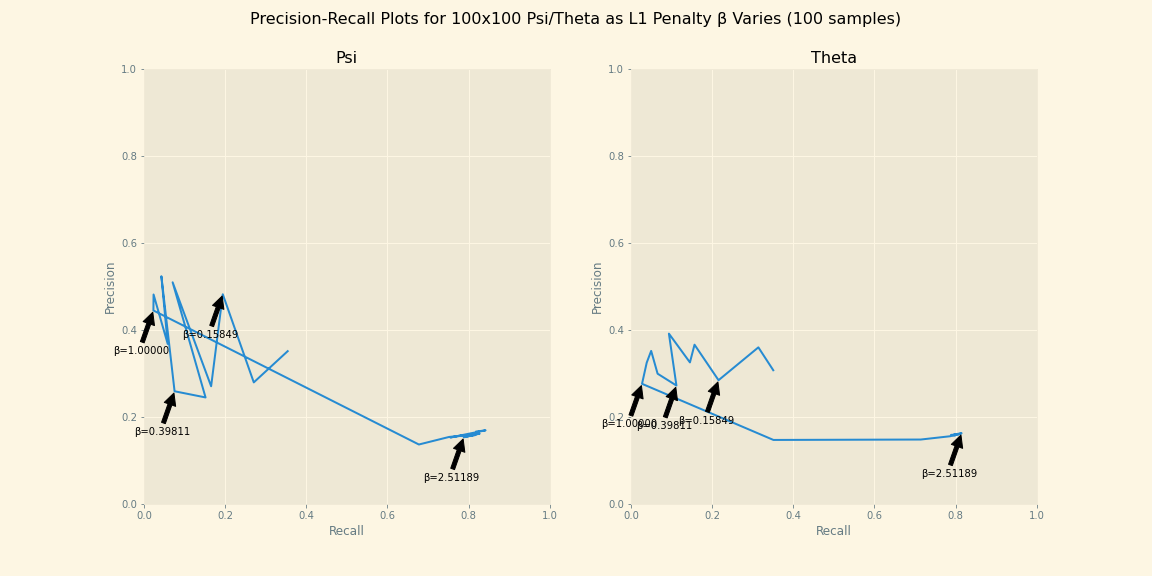 Precision-Recall Plots for 100x100 Psi/Theta as L1 Penalty β Varies (100 samples)
Psi
Precision
1.0
0.8
0.6
0.4
0.2
0.0
0.0 0.2 0.4 0.6 0.8 1.0
Recall
β=1.00000
β=0.15849
β=0.39811
β=2.51189
Theta
Precision
1.0
0.8
0.6
0.4
0.2
0.0
0.0 0.2 0.4 0.6 0.8 1.0
Recall
β=1.00000
β=0.39811
β=0.15849
β=2.51189